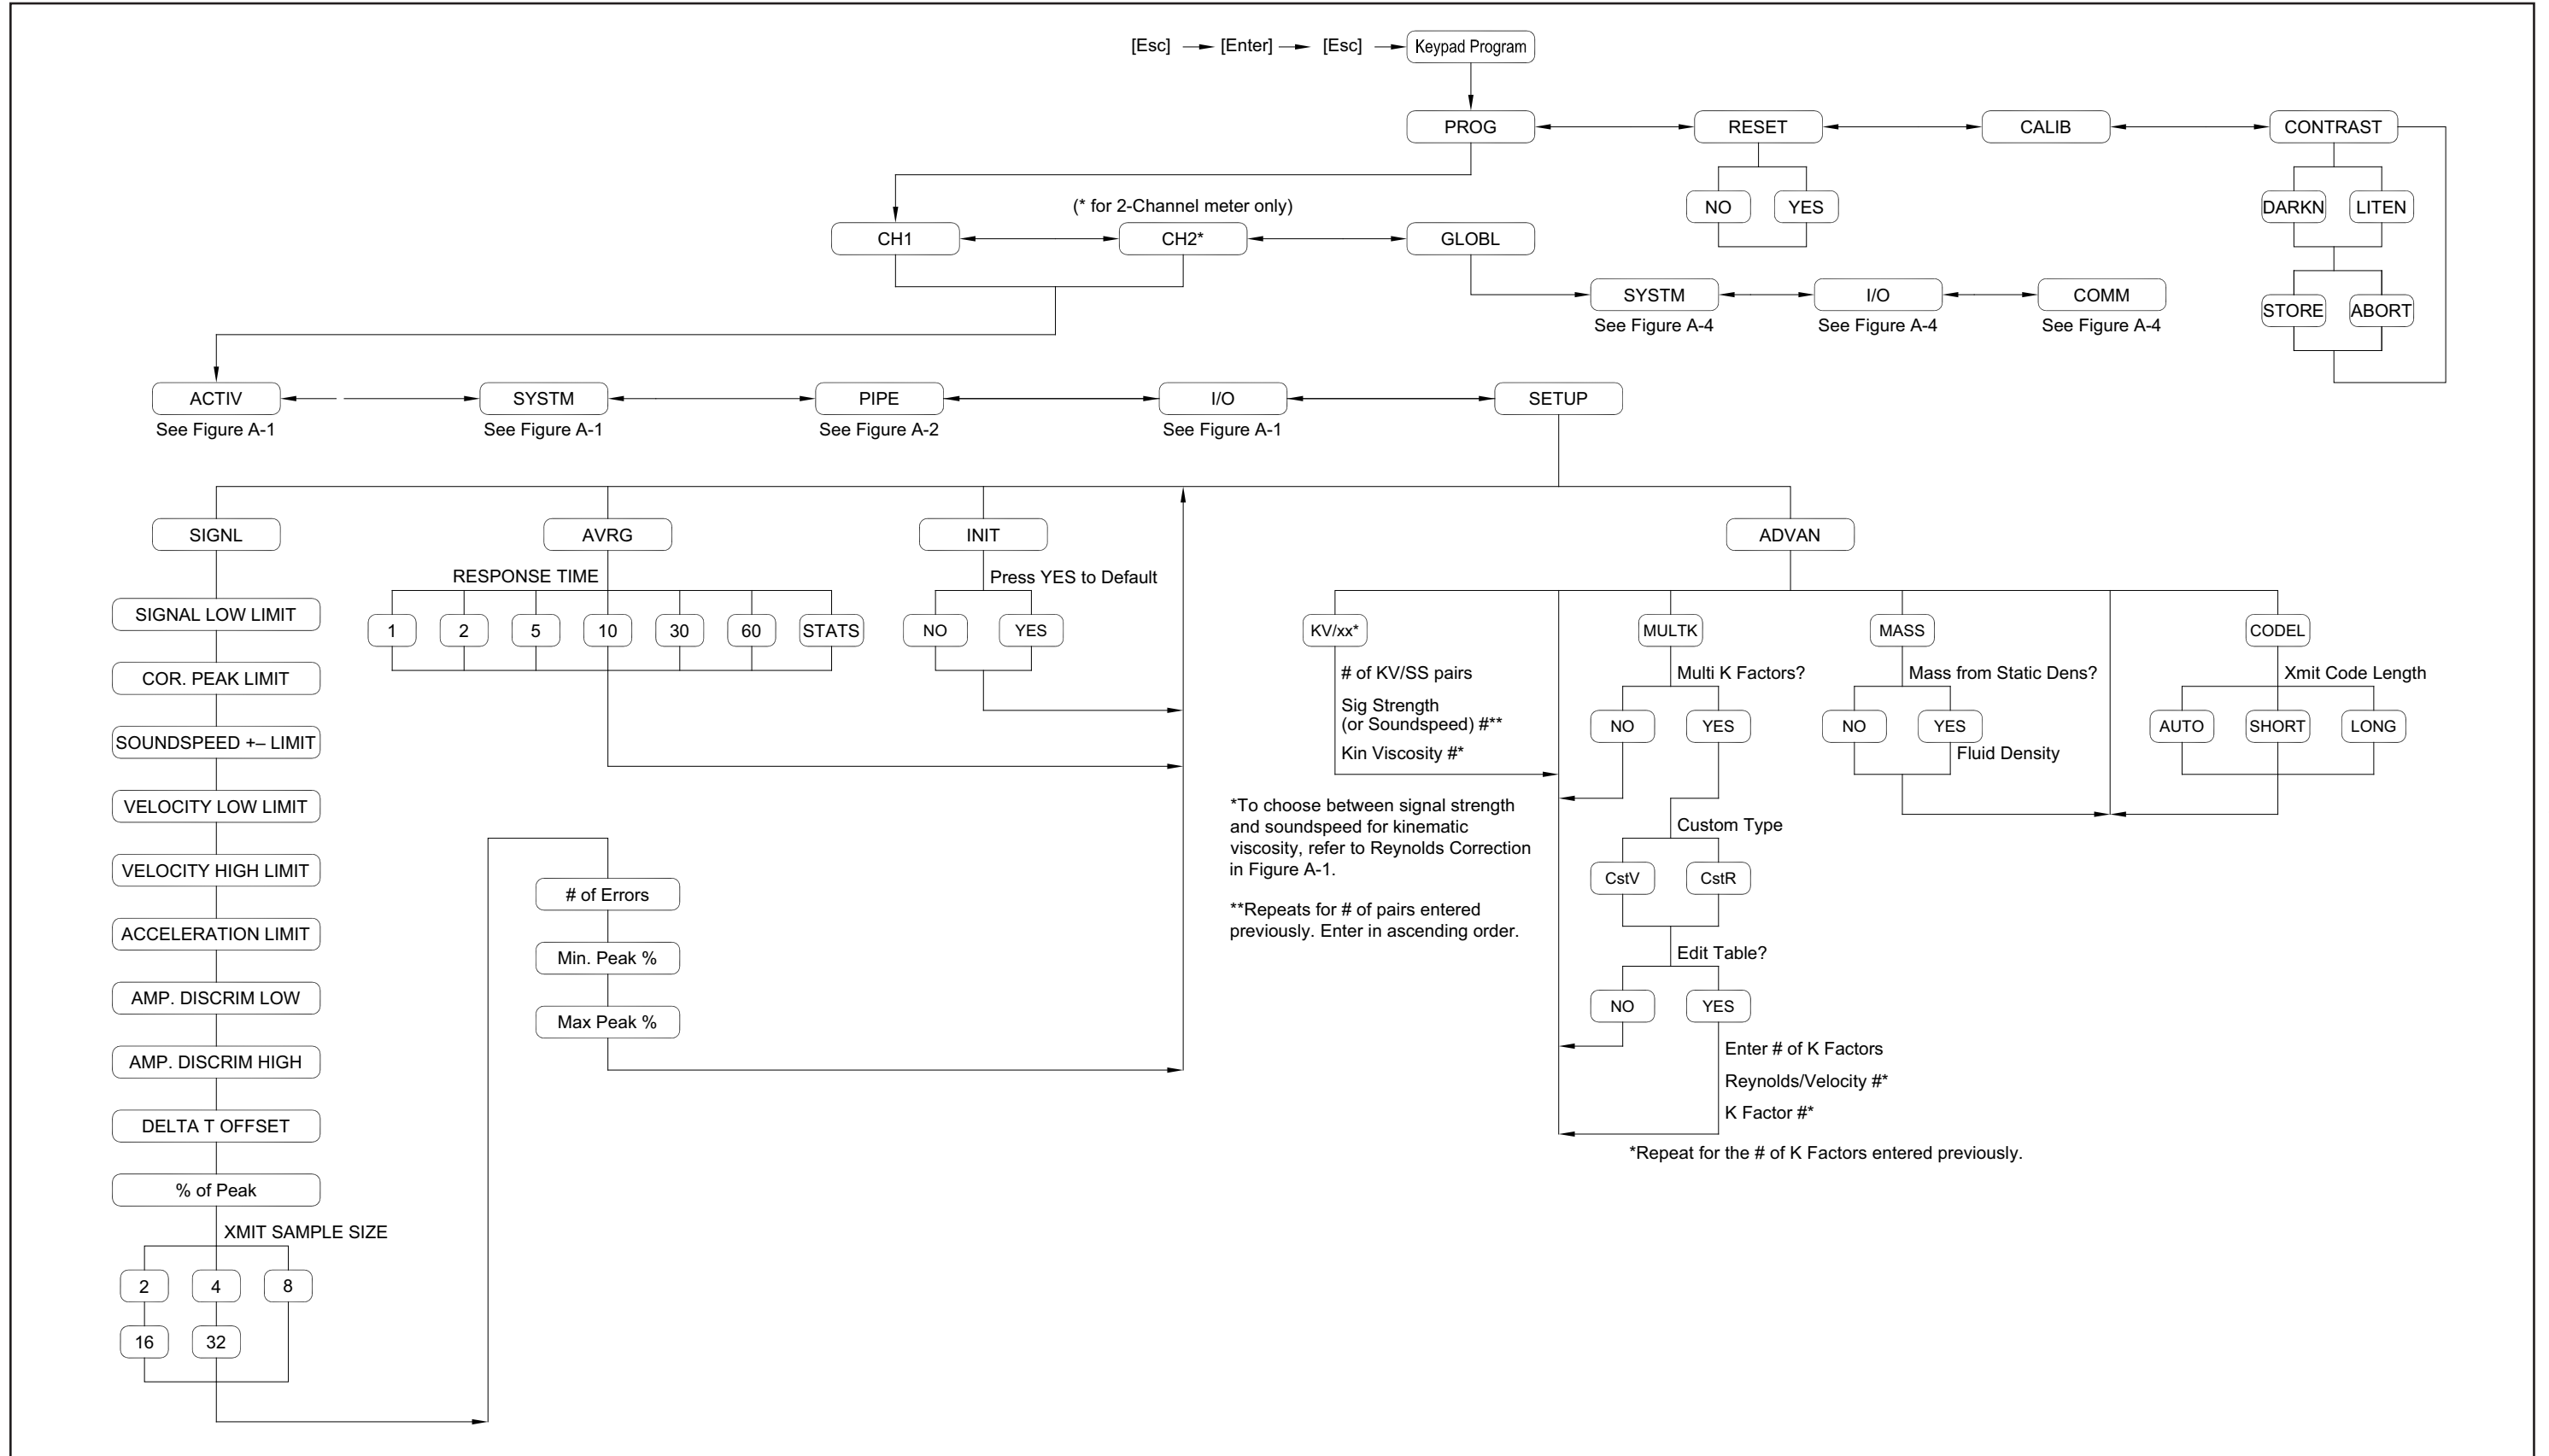 [Esc] [Enter] [Esc] Keypad Program
PROG RESET CALIB CONTRAST
NO YES DARKN LITEN
(* for 2-Channel meter only)
CH1 CH2* GLOBL
SYSTM I/O COMM STORE ABORT
See Figure A-4 See Figure A-4 See Figure A-4
ACTIV SYSTM PIPE I/O SETUP
See Figure A-1 See Figure A-1 See Figure A-2 See Figure A-1
SIGNL AVRG INIT ADVAN
RESPONSE TIME Press YES to Default
SIGNAL LOW LIMIT
1 2 5 10 30 60 STATS NO YES KV/xx* MULTK MASS CODEL
COR. PEAK LIMIT
# of KV/SS pairs Multi K Factors? Mass from Static Dens? Xmit Code Length
Sig Strength
(or Soundspeed) #**
NO YES NO YES AUTO SHORT LONG
SOUNDSPEED +– LIMIT
Kin Viscosity #* Fluid Density
VELOCITY LOW LIMIT
*To choose between signal strength
and soundspeed for kinematic
viscosity, refer to Reynolds Correction
in Figure A-1.
Custom Type
VELOCITY HIGH LIMIT
CstV CstR
# of Errors
**Repeats for # of pairs entered
previously. Enter in ascending order.
ACCELERATION LIMIT
Min. Peak % Edit Table?
AMP. DISCRIM LOW
NO YES
Max Peak %
AMP. DISCRIM HIGH
Enter # of K Factors
Reynolds/Velocity #*
K Factor #*
DELTA T OFFSET
*Repeat for the # of K Factors entered previously.
% of Peak
XMIT SAMPLE SIZE
2 4 8
16 32